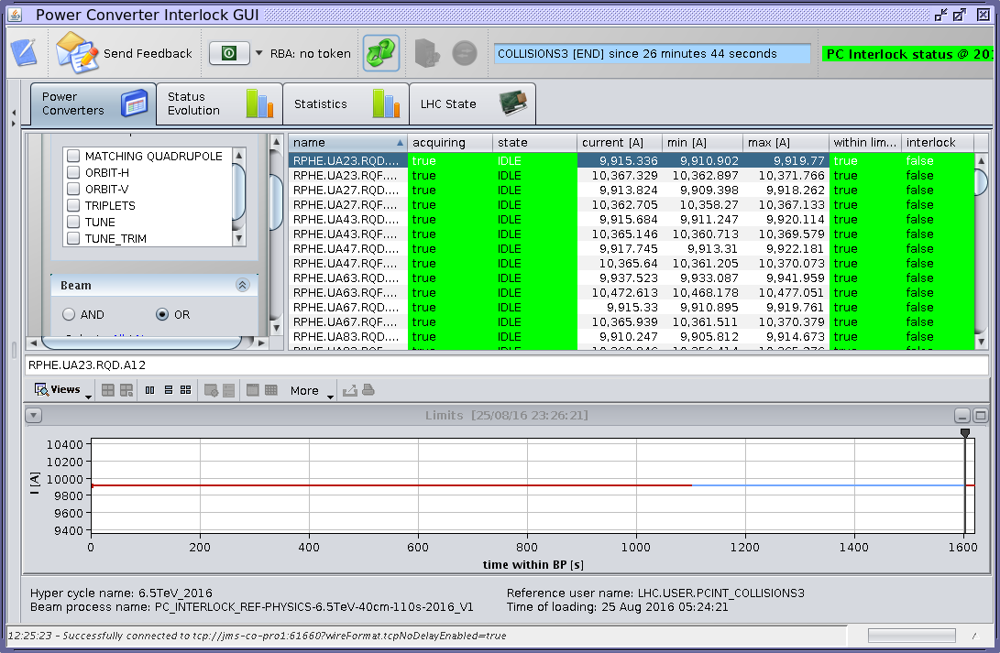 Power Converter Interlock GUI
Send Feedback
RBA: no token
COLLISIONS3 [END] since 26 minutes 44 seconds
PC Interlock status @
Power Converters
Status Evolution
Statistics
LHC State
MATCHING QUADRUPOLE
ORBIT-H
ORBIT-V
TRIPLETS
TUNE
TUNE_TRIM
Beam
AND OR
name acquiring state current [A] min [A] max [A] within lim... interlock
RPHE.UA23.RQD.... true IDLE 9,915.336 9,910.902 9,919.77 true false
RPHE.UA23.RQF.... true IDLE 10,367.329 10,362.897 10,371.766 true false
RPHE.UA27.RQD.... true IDLE 9,913.824 9,909.398 9,918.262 true false
RPHE.UA27.RQF.... true IDLE 10,362.705 10,358.27 10,367.133 true false
RPHE.UA43.RQD.... true IDLE 9,915.684 9,911.247 9,920.114 true false
RPHE.UA43.RQF.... true IDLE 10,365.146 10,360.713 10,369.579 true false
RPHE.UA47.RQD.... true IDLE 9,917.745 9,913.31 9,922.181 true false
RPHE.UA47.RQF.... true IDLE 10,365.64 10,361.205 10,370.073 true false
RPHE.UA63.RQD.... true IDLE 9,937.523 9,933.087 9,941.959 true false
RPHE.UA63.RQF.... true IDLE 10,472.613 10,468.178 10,477.051 true false
RPHE.UA67.RQD.... true IDLE 9,915.33 9,910.895 9,919.761 true false
RPHE.UA67.RQF.... true IDLE 10,365.939 10,361.511 10,370.379 true false
RPHE.UA83.RQD.... true IDLE 9,910.247 9,905.812 9,914.673 true false
RPHE.UA23.RQD.A12
Views
More
Limits [25/08/16 23:26:21]
I [A]
10400
10200
10000
9800
9600
9400
0 200 400 600 800 1000 1200 1400 1600
time within BP [s]
Hyper cycle name: 6.5TeV_2016
Beam process name: PC_INTERLOCK_REF-PHYSICS-6.5TeV-40cm-110s-2016_V1
Reference user name: LHC.USER.PCINT_COLLISIONS3
Time of loading: 25 Aug 2016 05:24:21
12:25:23 - Successfully connected to tcp://jms-co-pro1:61660?wireFormat.tcpNoDelayEnabled=true